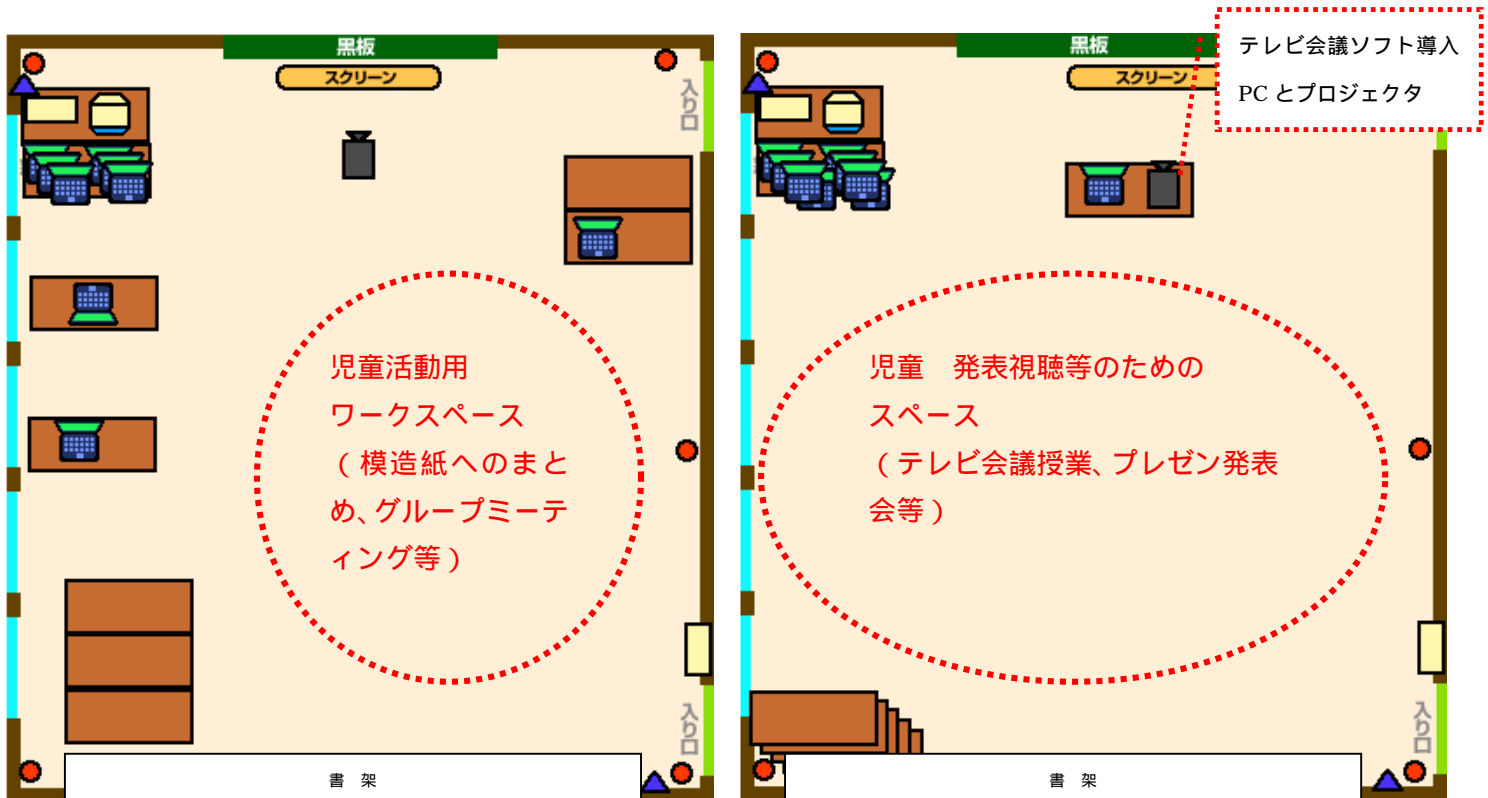 黒板
スクリーン
入り口
児童活動用
ワークスペース
（模造紙へのまと
め、グループミーテ
ィング等）
入り口
書 架
テレビ会議ソフト導入
PC とプロジェクタ
黒板
スクリーン
児童 発表視聴等のための
スペース
（テレビ会議授業、プレゼン発表
会等）
入り口
書 架